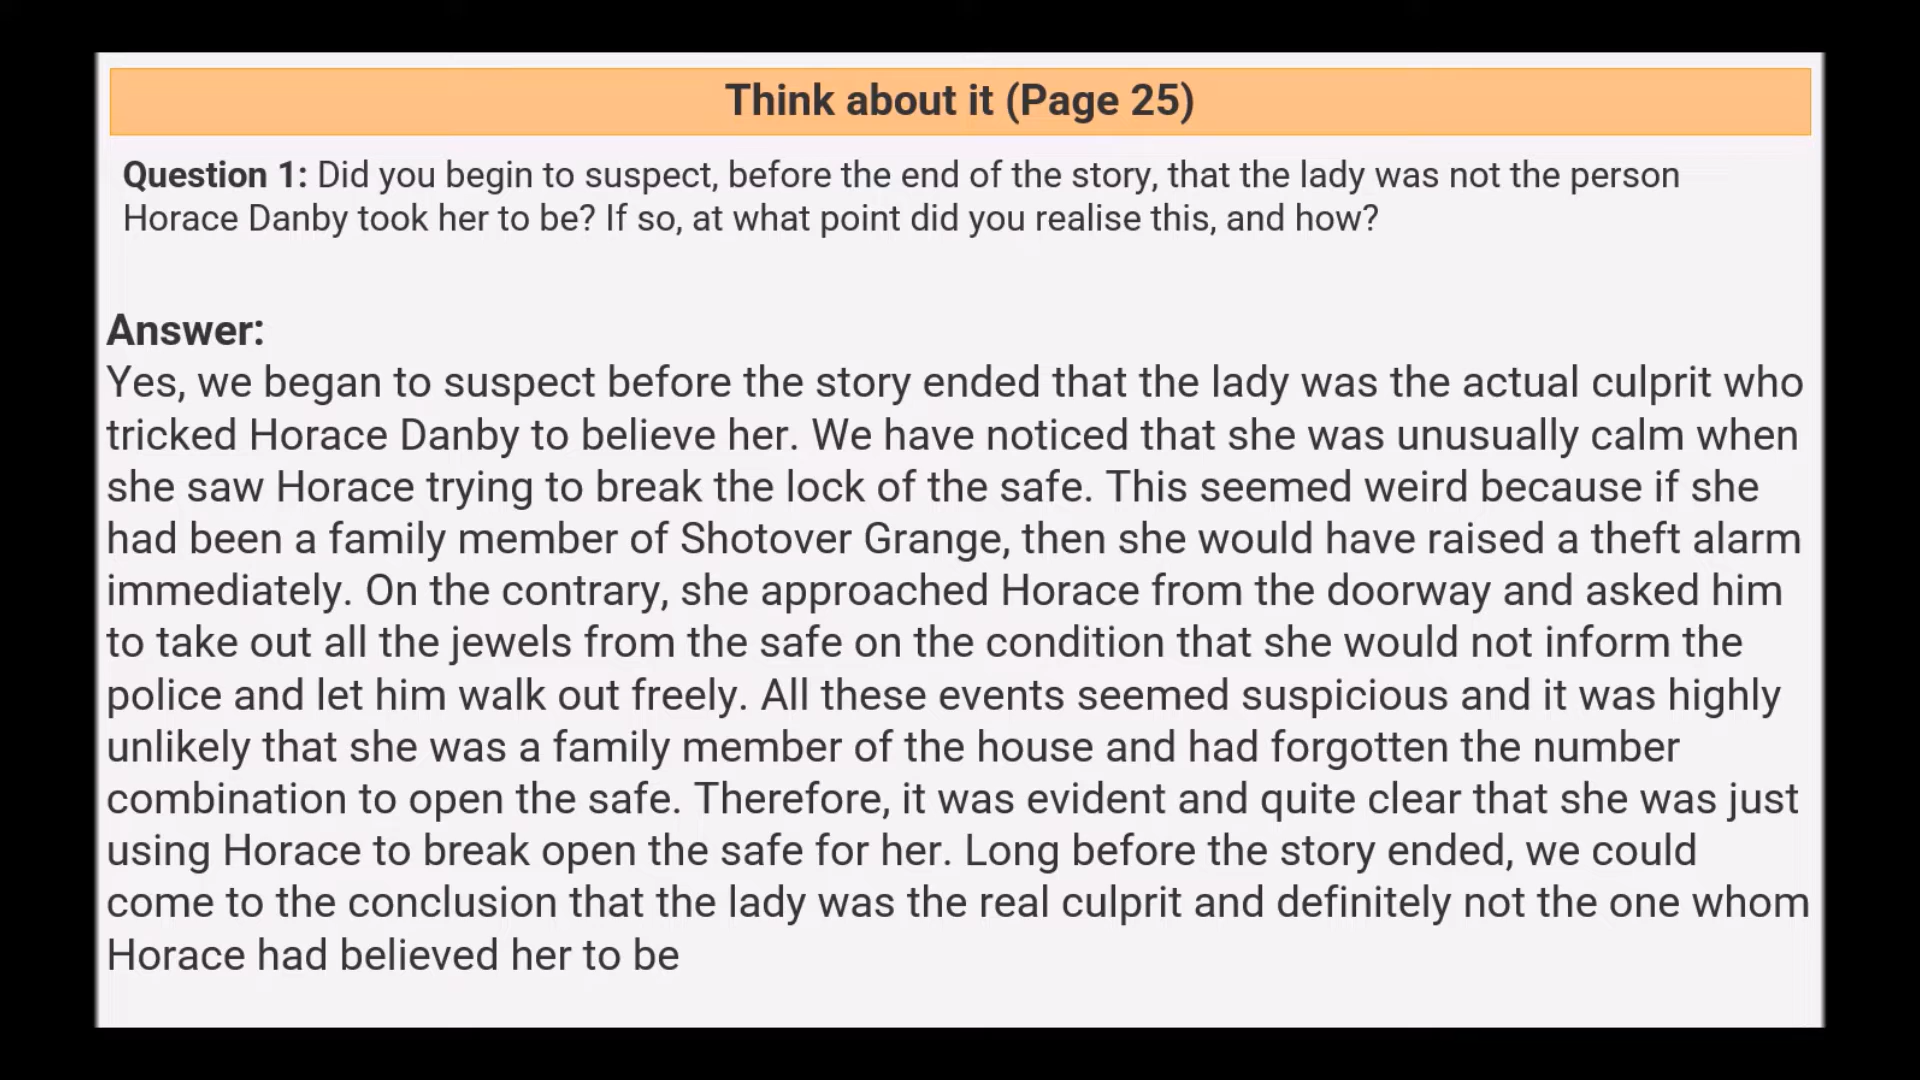 Think about it (Page 25)
Question 1: Did you begin to suspect, before the end of the story, that the lady was not the person
Horace Danby took her to be? If so, at what point did you realise this, and how?
Answer:
Yes, we began to suspect before the story ended that the lady was the actual culprit who
tricked Horace Danby to believe her. We have noticed that she was unusually calm when
she saw Horace trying to break the lock of the safe. This seemed weird because if she
had been a family member of Shotover Grange, then she would have raised a theft alarm
immediately. On the contrary, she approached Horace from the doorway and asked him
to take out all the jewels from the safe on the condition that she would not inform the
police and let him walk out freely. All these events seemed suspicious and it was highly
unlikely that she was a family member of the house and had forgotten the number
combination to open the safe. Therefore, it was evident and quite clear that she was just
using Horace to break open the safe for her. Long before the story ended, we could
come to the conclusion that the lady was the real culprit and definitely not the one whom
Horace had believed her to be